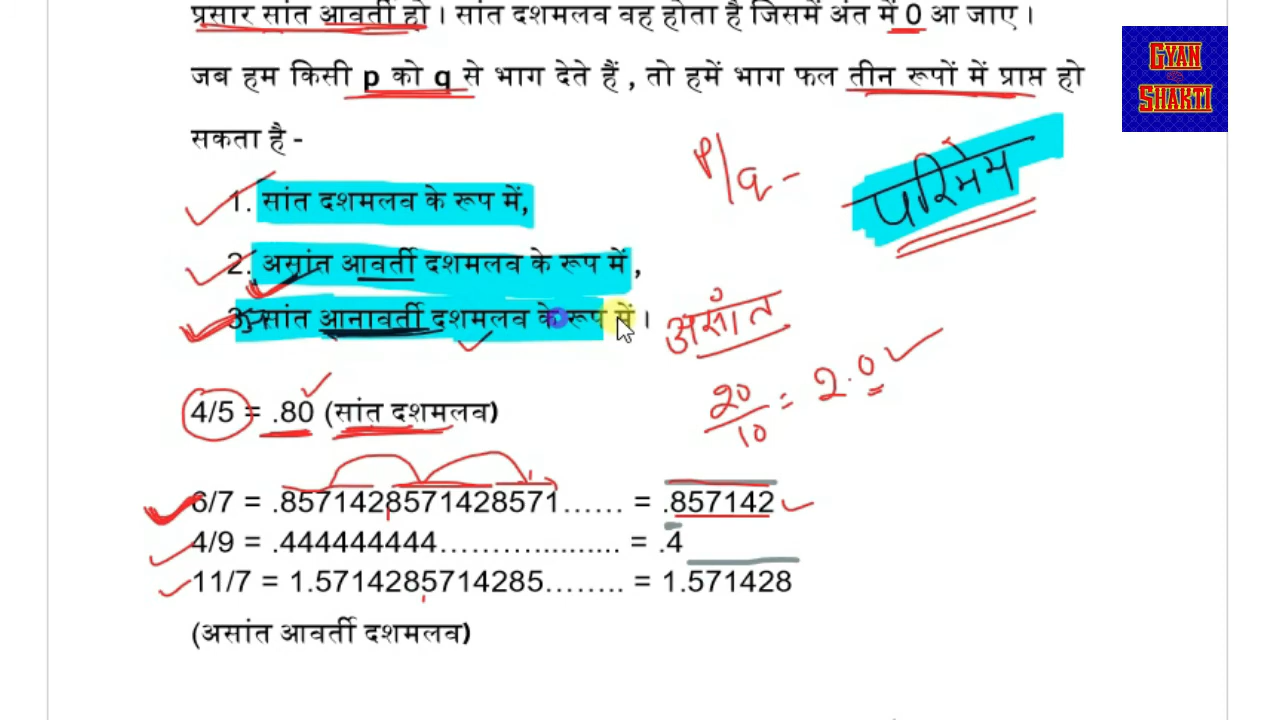 प्रसार सांत आवर्ती हो। सांत दशमलव वह होता है जिसमें अंत में 0 आ जाए।
GYAN
SHAKTI
जब हम किसी p को q से भाग देते हैं, तो हमें भाग फल तीन रूपों में प्राप्त हो
सकता है -
p/q -
परिमेय
1. सांत दशमलव के रूप में,
2. असांत आवर्ती दशमलव के रूप में,
3. सांत आनावर्ती दशमलव के रूप में।
असांत
20/10 = 2.0
4/5 = .80 (सांत दशमलव)
6/7 = .8571428571428571...... = .857142
4/9 = .444444444.................... = .4
11/7 = 1.5714285714285........ = 1.571428
(असांत आवर्ती दशमलव)